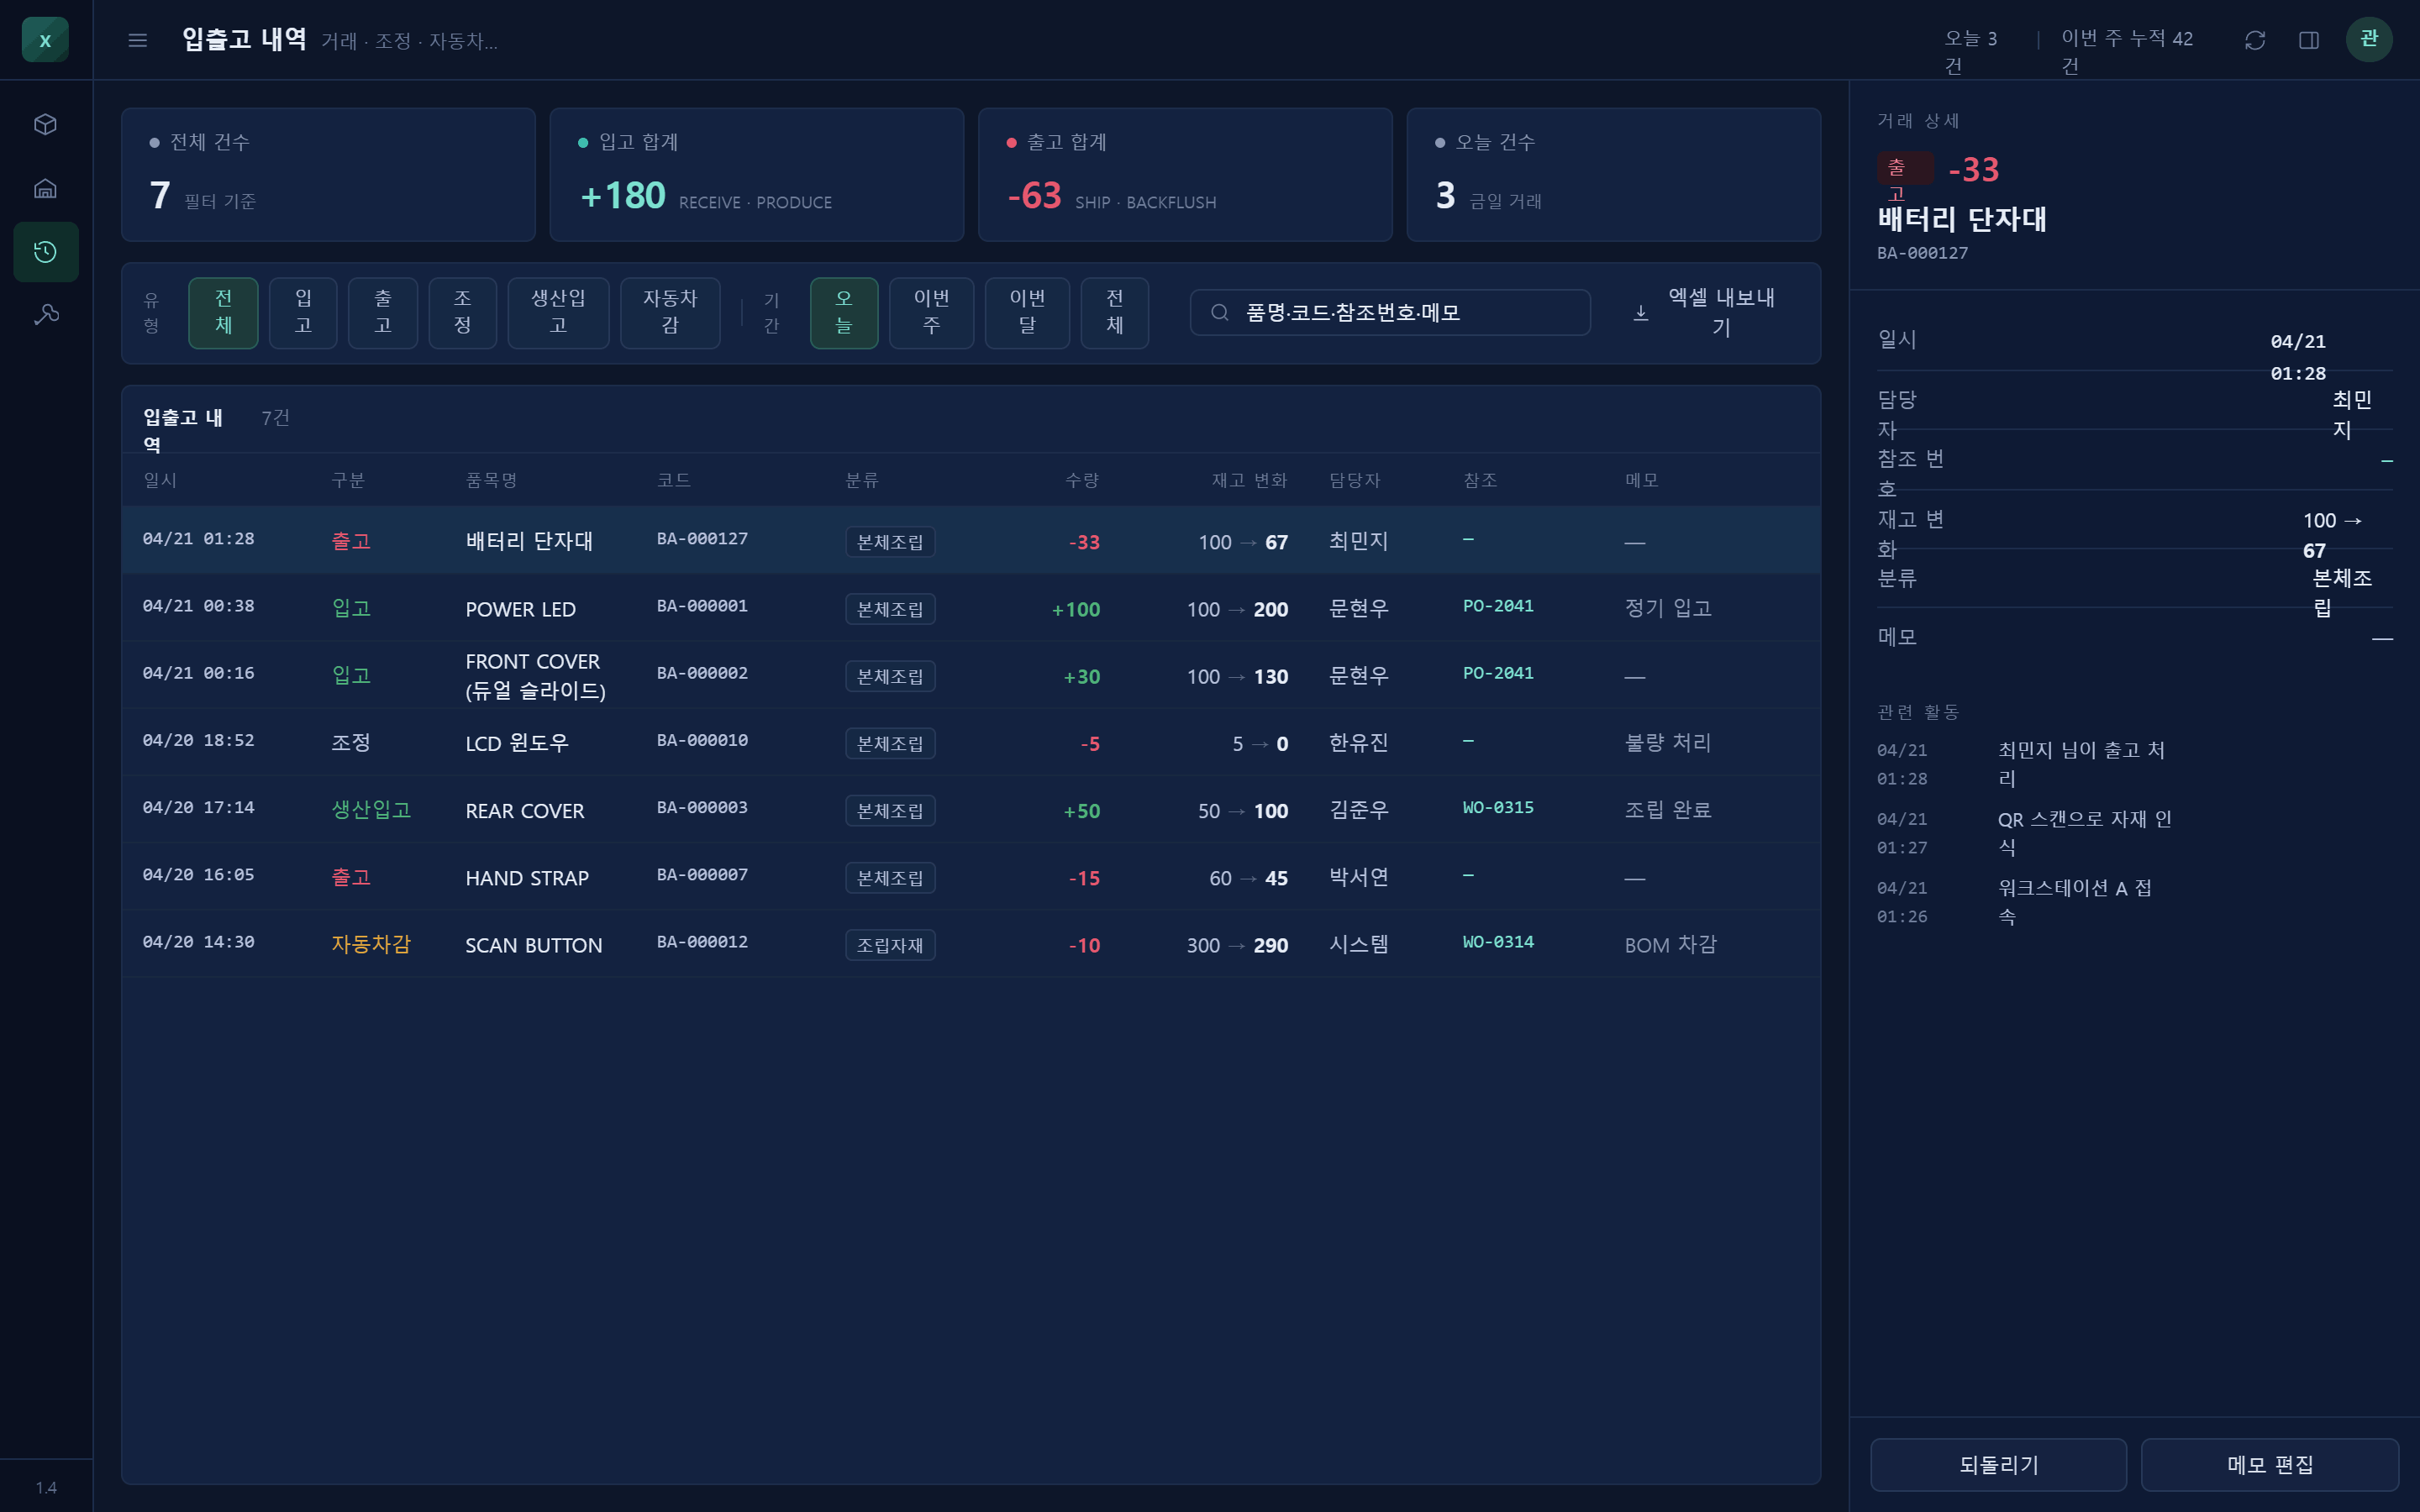 X
입출고 내역 거래 · 조정 · 자동차...
오늘 3
건
이번 주 누적 42
건
관
전체 건수
7 필터 기준
입고 합계
+180 RECEIVE · PRODUCE
출고 합계
-63 SHIP · BACKFLUSH
오늘 건수
3 금일 거래
유
형
전
체
입
고
출
고
조
정
생산입
고
자동차
감
기
간
오
늘
이번
주
이번
달
전
체
품명·코드·참조번호·메모
엑셀 내보내
기
입출고 내
역
7건
일시 구분 품목명 코드 분류 수량 재고 변화 담당자 참조 메모
04/21 01:28 출고 배터리 단자대 BA-000127 본체조립 -33 100 → 67 최민지 – —
04/21 00:38 입고 POWER LED BA-000001 본체조립 +100 100 → 200 문현우 PO-2041 정기 입고
04/21 00:16 입고 FRONT COVER
(듀얼 슬라이드) BA-000002 본체조립 +30 100 → 130 문현우 PO-2041 —
04/20 18:52 조정 LCD 윈도우 BA-000010 본체조립 -5 5 → 0 한유진 – 불량 처리
04/20 17:14 생산입고 REAR COVER BA-000003 본체조립 +50 50 → 100 김준우 WO-0315 조립 완료
04/20 16:05 출고 HAND STRAP BA-000007 본체조립 -15 60 → 45 박서연 – —
04/20 14:30 자동차감 SCAN BUTTON BA-000012 조립자재 -10 300 → 290 시스템 WO-0314 BOM 차감
1.4
거래 상세
출
고
-33
배터리 단자대
BA-000127
일시
04/21
01:28
담당
자
최민
지
참조 번
호
–
재고 변
화
100 →
67
분류
본체조
립
메모
—
관련 활동
04/21
01:28
최민지 님이 출고 처
리
04/21
01:27
QR 스캔으로 자재 인
식
04/21
01:26
워크스테이션 A 접
속
되돌리기
메모 편집